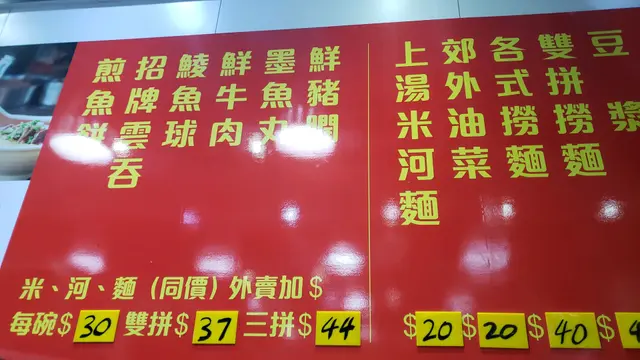 鮮豬膶
墨魚丸
鮮牛肉
鯪魚球
招牌雲吞
煎魚餅
米、河、麵（同價）外賣加$
每碗$30 雙拼$37 三拼$44
豆漿
雙拼撈麵
各式撈麵
郊外油菜
上湯米河麵
$20 $20 $40 $